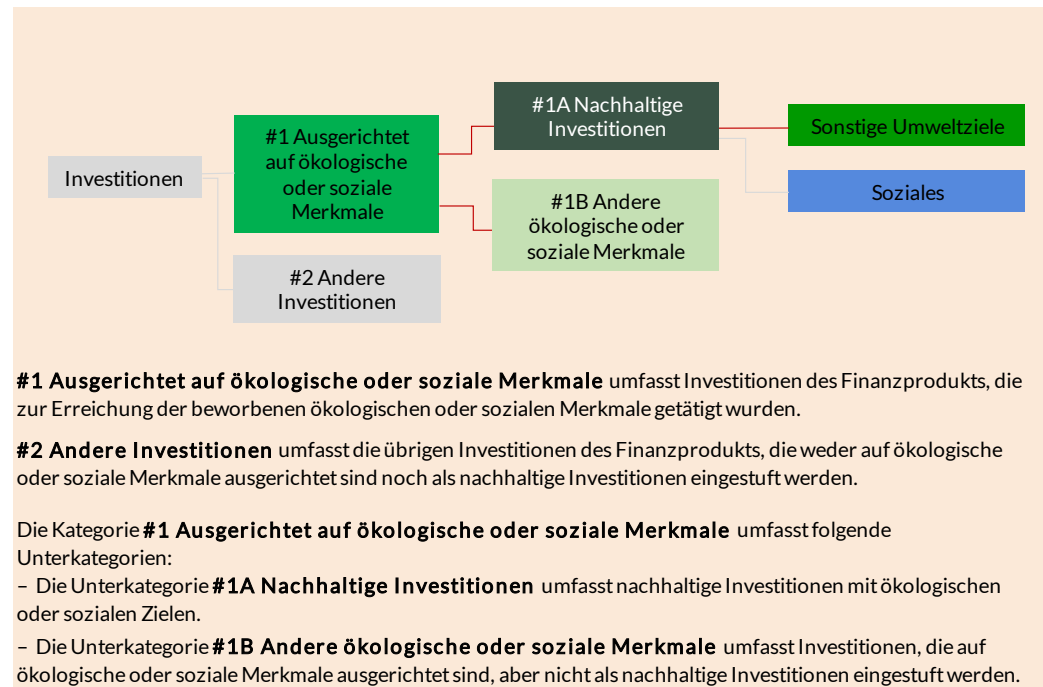 #1A Nachhaltige
Investitionen
Sonstige Umweltziele
#1 Ausgerichtet
auf ökologische
oder soziale
Merkmale
Investitionen
Soziales
#1B Andere
ökologische oder
soziale Merkmale
#2 Andere
Investitionen
#1 Ausgerichtet auf ökologische oder soziale Merkmale umfasst Investitionen des Finanzprodukts, die
zur Erreichung der beworbenen ökologischen oder sozialen Merkmale getätigt wurden.
#2 Andere Investitionen umfasst die übrigen Investitionen des Finanzprodukts, die weder auf ökologische
oder soziale Merkmale ausgerichtet sind noch als nachhaltige Investitionen eingestuft werden.
Die Kategorie #1 Ausgerichtet auf ökologische oder soziale Merkmale umfasst folgende
Unterkategorien:
– Die Unterkategorie #1A Nachhaltige Investitionen umfasst nachhaltige Investitionen mit ökologischen
oder sozialen Zielen.
– Die Unterkategorie #1B Andere ökologische oder soziale Merkmale umfasst Investitionen, die auf
ökologische oder soziale Merkmale ausgerichtet sind, aber nicht als nachhaltige Investitionen eingestuft werden.